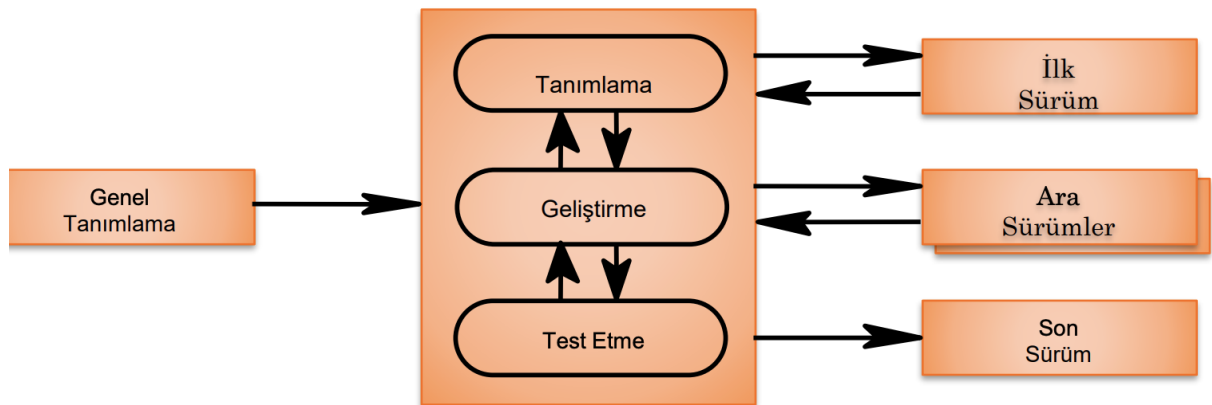 Genel
Tanımlama
Tanımlama
Geliştirme
Test Etme
İlk
Sürüm
Ara
Sürümler
Son
Sürüm